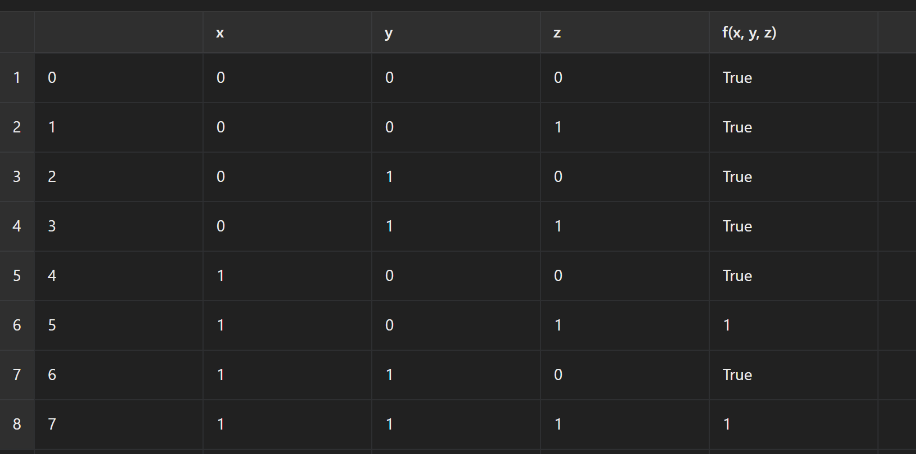 x y z f(x, y, z)
1 0 0 0 0 True
2 1 0 0 1 True
3 2 0 1 0 True
4 3 0 1 1 True
5 4 1 0 0 True
6 5 1 0 1 1
7 6 1 1 0 True
8 7 1 1 1 1